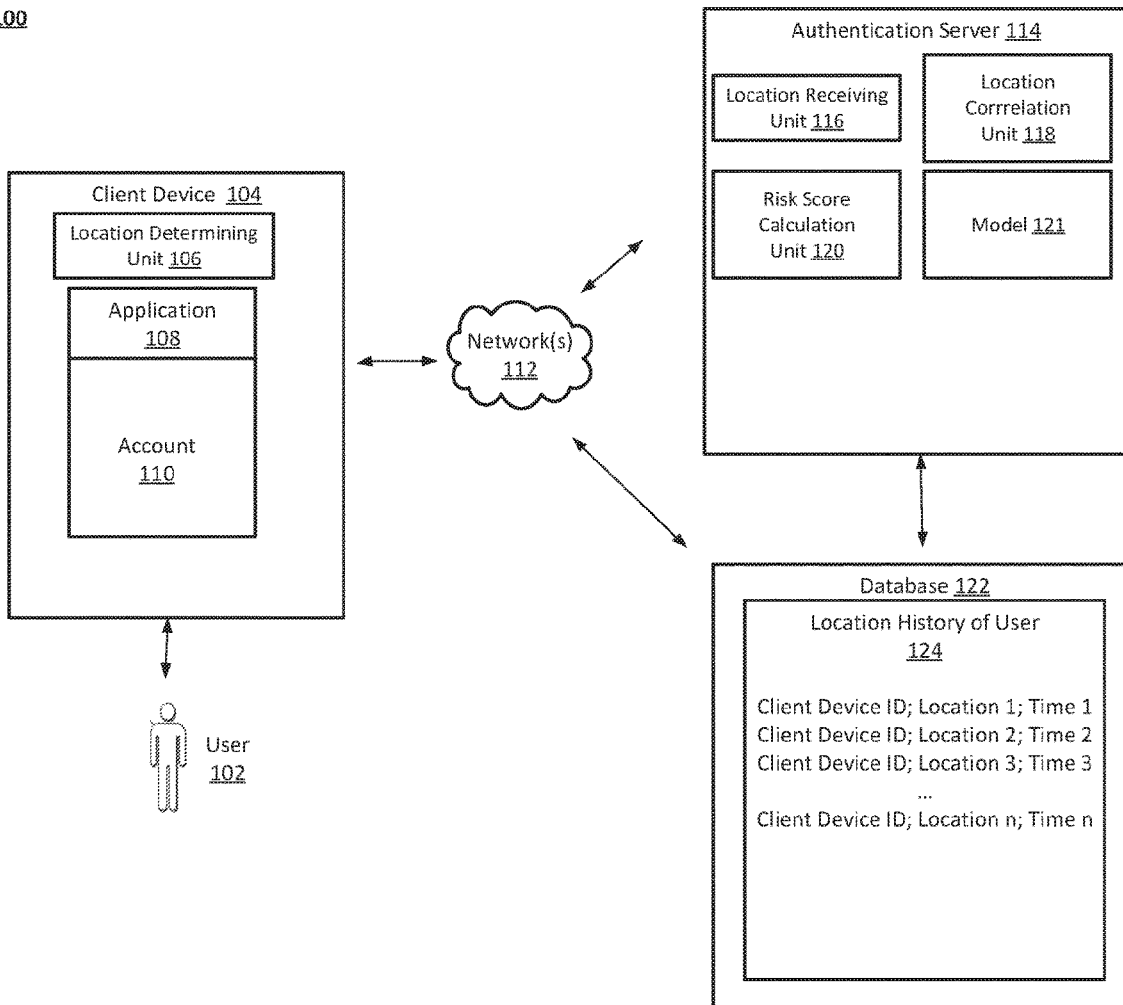 100
Authentication Server 114
Location Receiving
Unit 116
Location
Corrrelation
Unit 118
Risk Score
Calculation
Unit 120
Model 121
Client Device 104
Location Determining
Unit 106
Application
108
Account
110
Network(s)
112
User
102
Database 122
Location History of User
124
Client Device ID; Location 1; Time 1
Client Device ID; Location 2; Time 2
Client Device ID; Location 3; Time 3
...
Client Device ID; Location n; Time n